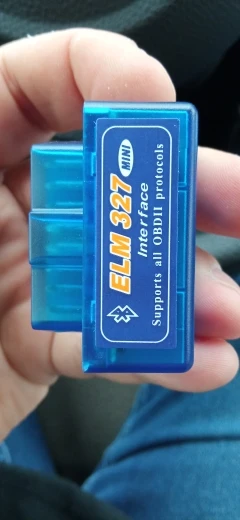 ELM 327 MINI
Interface
Supports all OBDII protocols